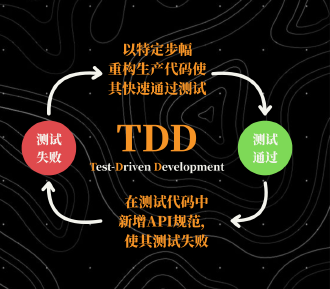 以特定步幅
重构生产代码使
其快速通过测试
测试
失败
TDD
Test-Driven Development
测试
通过
在测试代码中
新增API规范,
使其测试失败